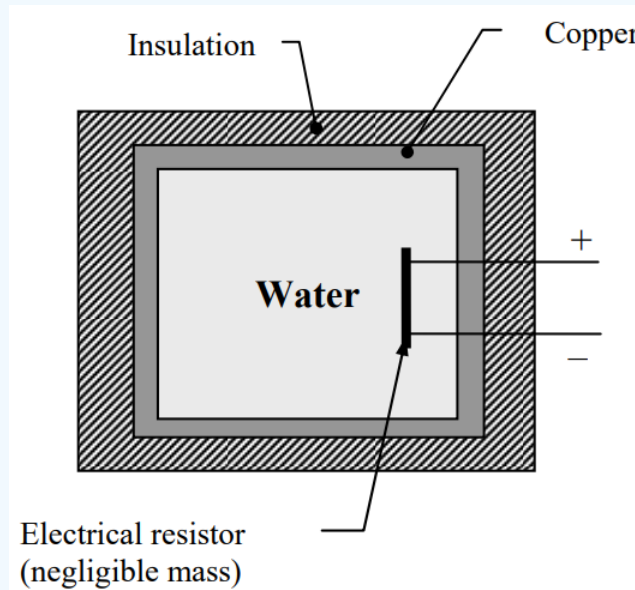 Insulation
Copper
+
Water
−
Electrical resistor
(negligible mass)